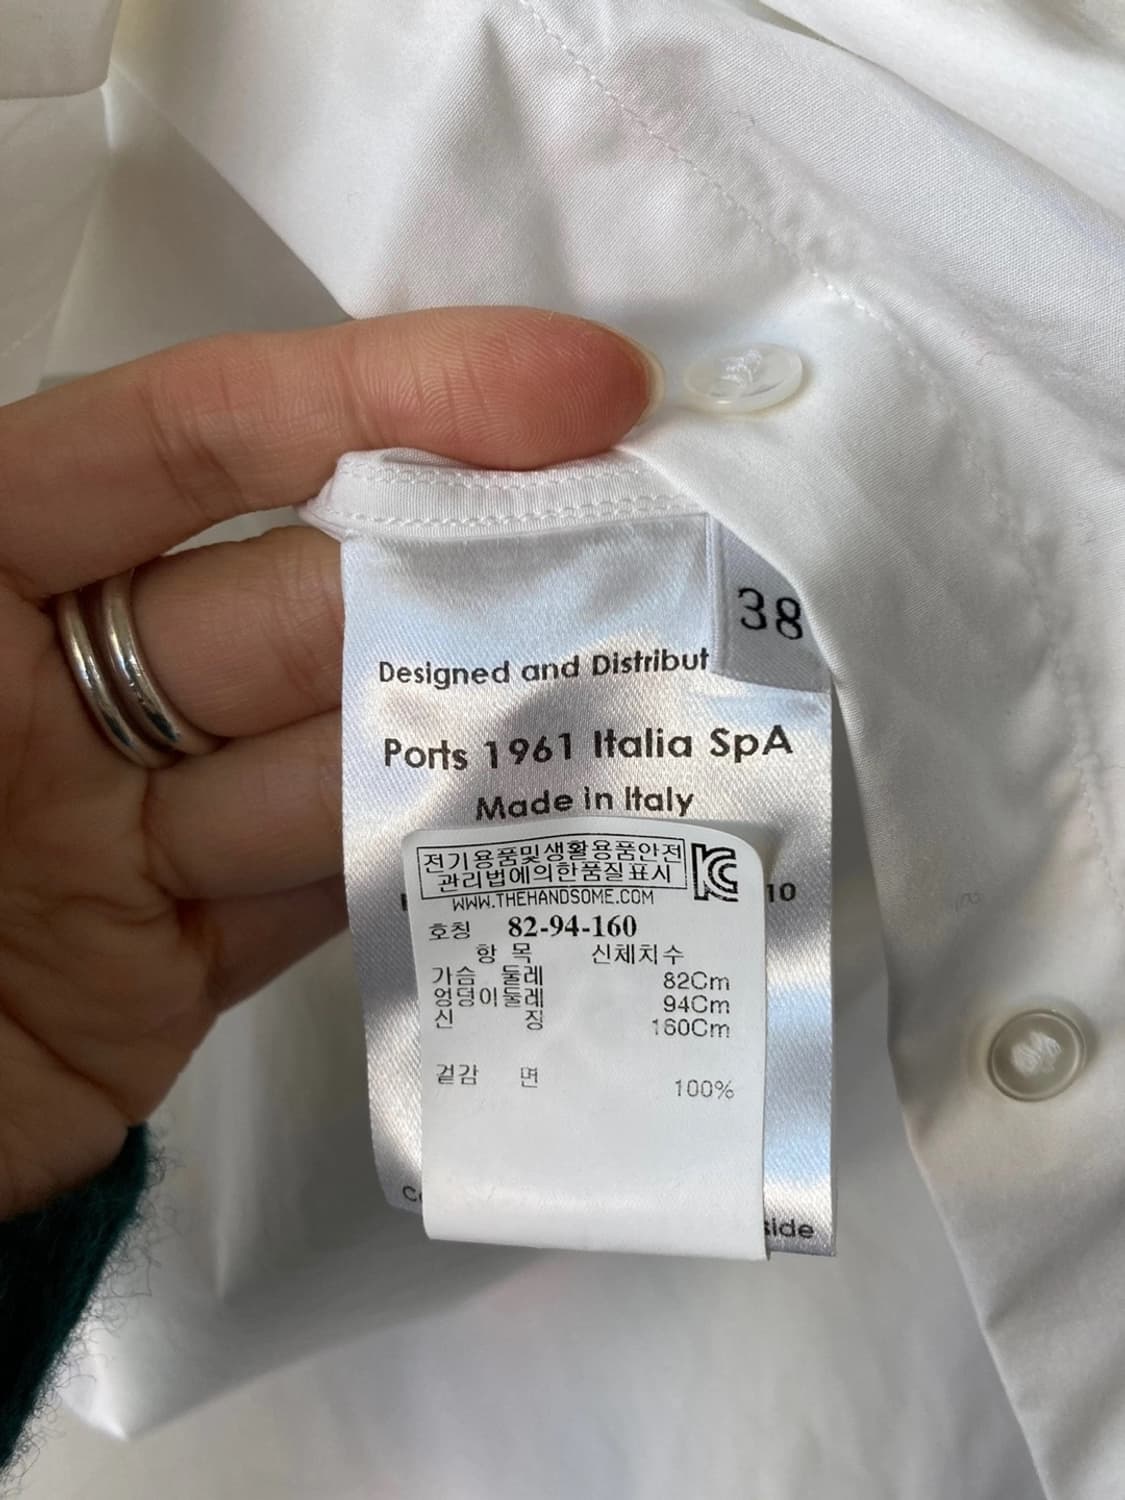 38
Designed and Distribut
Ports 1961 Italia SpA
Made in Italy
전기용품및생활용품안전
관리법에의한품질표시
WWW.THEHANDSOME.COM
10
호칭 82-94-160
항 목 신체치수
가슴 둘레 82Cm
엉덩이둘레 94Cm
신 장 160Cm
겉감 면 100%
side